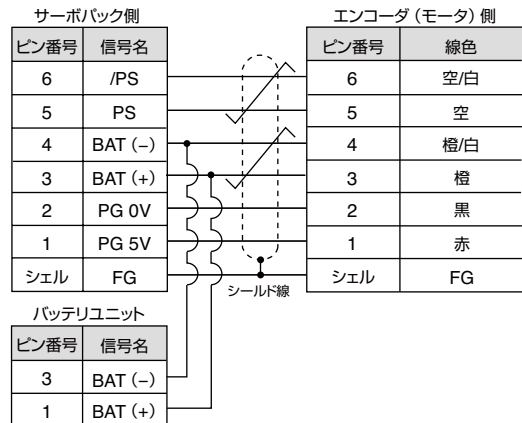 サーボパック側
ピン番号 信号名
6 /PS
5 PS
4 BAT (−)
3 BAT (+)
2 PG 0V
1 PG 5V
シェル FG
エンコーダ (モータ) 側
ピン番号 線色
6 空/白
5 空
4 橙/白
3 橙
2 黒
1 赤
シェル FG
シールド線
バッテリユニット
ピン番号 信号名
3 BAT (−)
1 BAT (+)